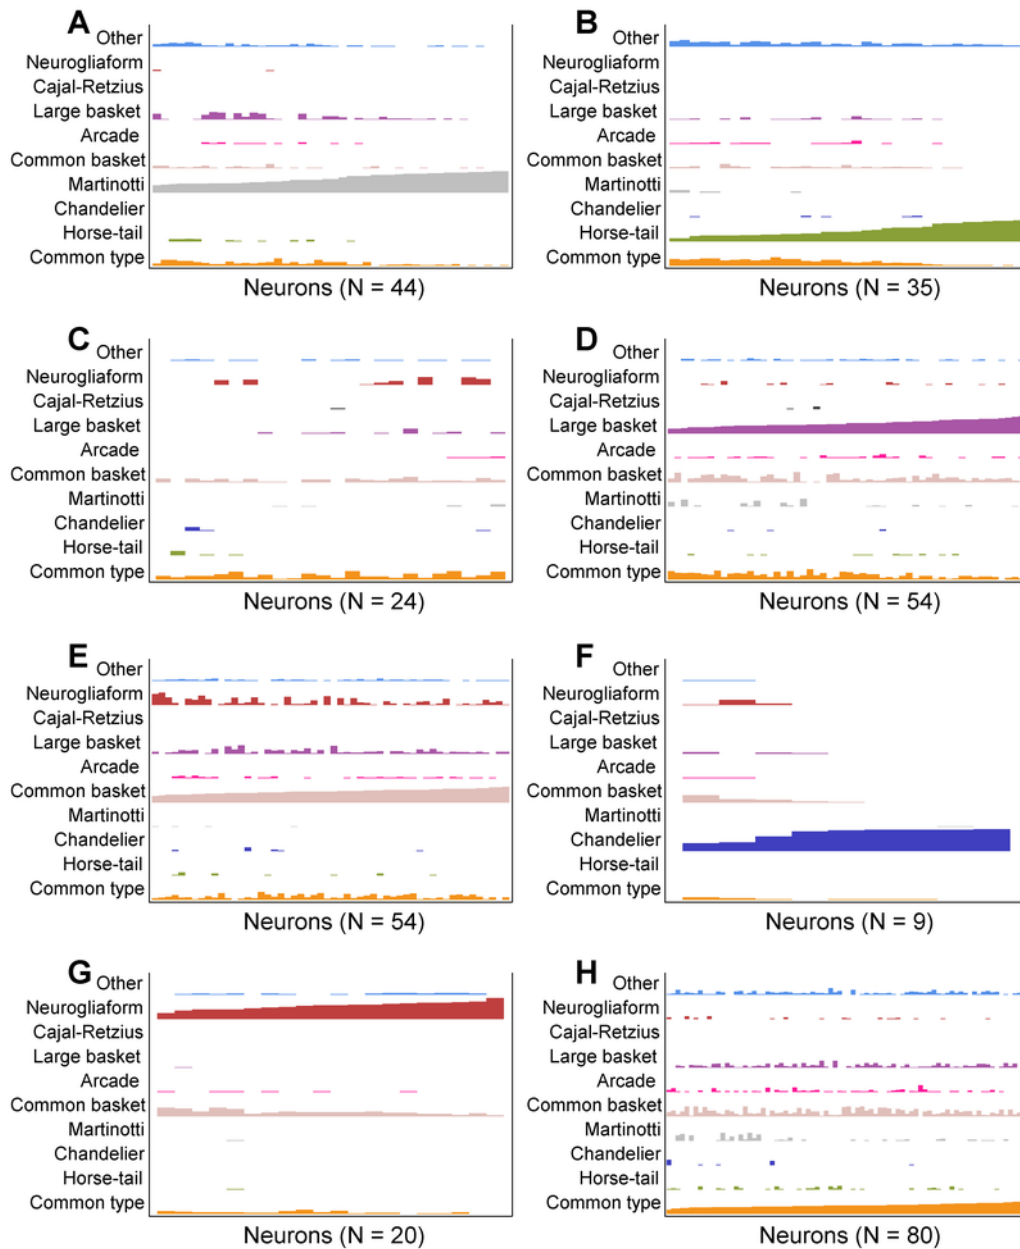 A
Other
Neurogliaform
Cajal-Retzius
Large basket
Arcade
Common basket
Martinotti
Chandelier
Horse-tail
Common type
Neurons (N = 44)
B
Other
Neurogliaform
Cajal-Retzius
Large basket
Arcade
Common basket
Martinotti
Chandelier
Horse-tail
Common type
Neurons (N = 35)
C
Other
Neurogliaform
Cajal-Retzius
Large basket
Arcade
Common basket
Martinotti
Chandelier
Horse-tail
Common type
Neurons (N = 24)
D
Other
Neurogliaform
Cajal-Retzius
Large basket
Arcade
Common basket
Martinotti
Chandelier
Horse-tail
Common type
Neurons (N = 54)
E
Other
Neurogliaform
Cajal-Retzius
Large basket
Arcade
Common basket
Martinotti
Chandelier
Horse-tail
Common type
Neurons (N = 54)
F
Other
Neurogliaform
Cajal-Retzius
Large basket
Arcade
Common basket
Martinotti
Chandelier
Horse-tail
Common type
Neurons (N = 9)
G
Other
Neurogliaform
Cajal-Retzius
Large basket
Arcade
Common basket
Martinotti
Chandelier
Horse-tail
Common type
Neurons (N = 20)
H
Other
Neurogliaform
Cajal-Retzius
Large basket
Arcade
Common basket
Martinotti
Chandelier
Horse-tail
Common type
Neurons (N = 80)